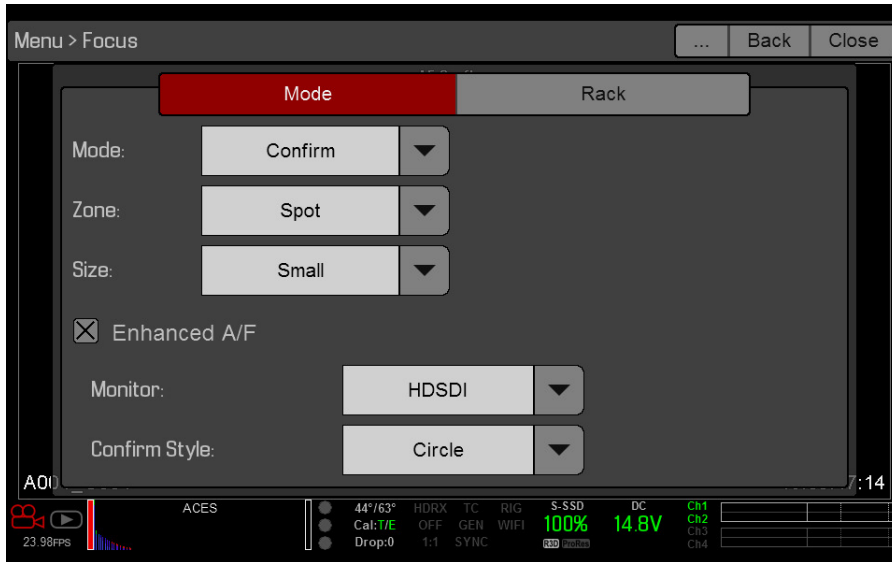 Menu > Focus
... Back Close
Mode Rack
Mode: Confirm
Zone: Spot
Size: Small
Enhanced A/F
Monitor: HDSDI
Confirm Style: Circle
7:14
ACES 44°/63° HDRX TC RIG S-SSD DC Ch1
Cal:T/E OFF GEN WIFI 100% 14.8V Ch2
23.98FPS Drop:0 1:1 SYNC R3D ProRes Ch3
Ch4